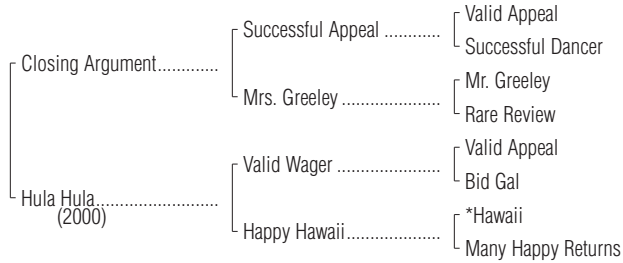 Valid Appeal
Successful Appeal ............
Successful Dancer
Closing Argument.............
Mr. Greeley
Mrs. Greeley .....................
Rare Review
Valid Appeal
Valid Wager ......................
Bid Gal
Hula Hula..........................
(2000)
*Hawaii
Happy Hawaii....................
Many Happy Returns